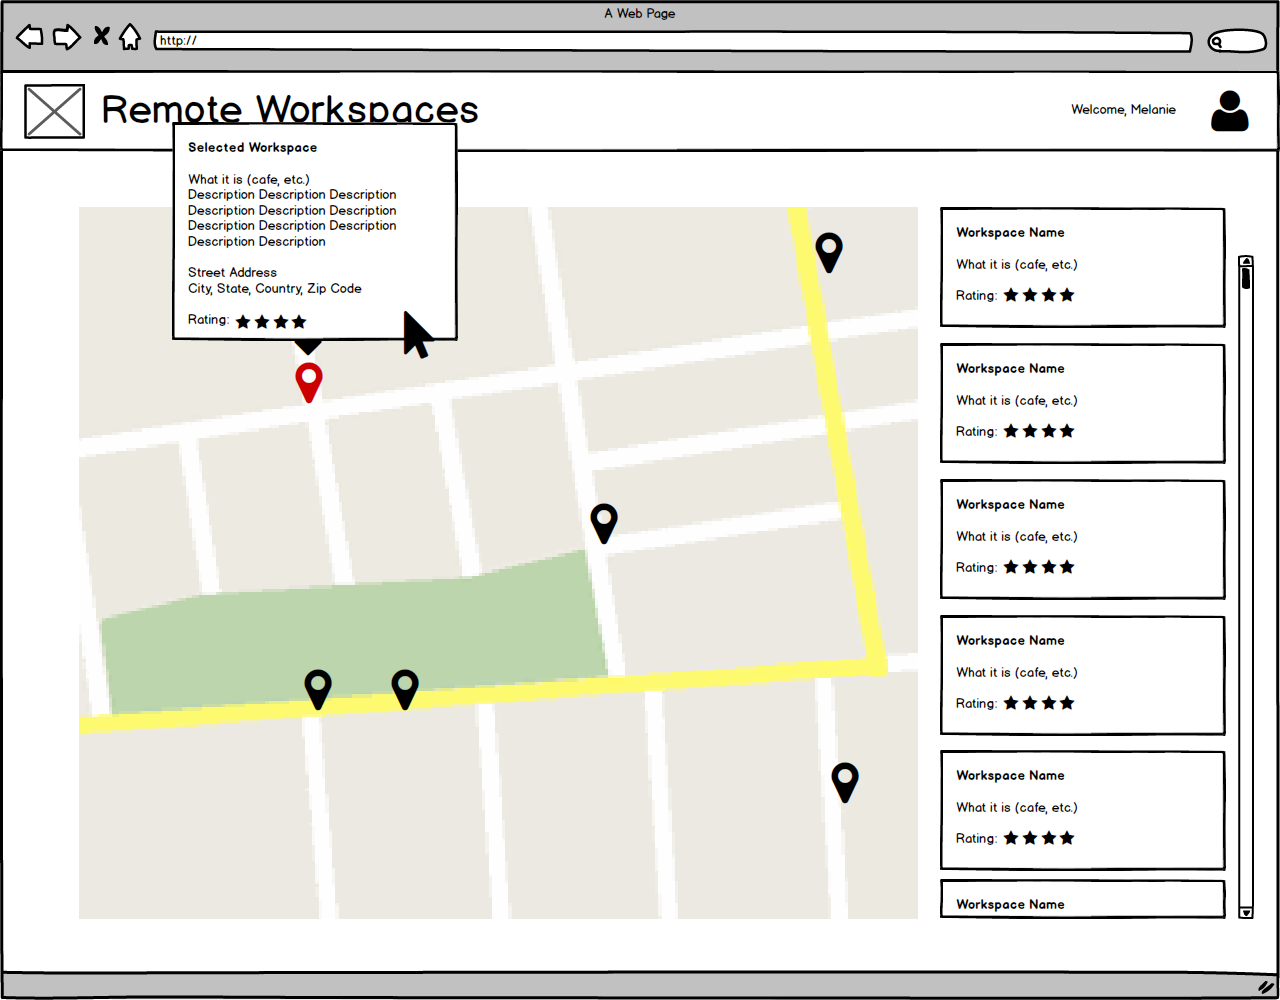 A Web Page
http://
Remote Workspaces
Welcome, Melanie
Selected Workspace
What it is (cafe, etc.)
Description Description Description
Description Description Description
Description Description Description
Description Description
Street Address
City, State, Country, Zip Code
Rating:
Workspace Name
What it is (cafe, etc.)
Rating:
Workspace Name
What it is (cafe, etc.)
Rating:
Workspace Name
What it is (cafe, etc.)
Rating:
Workspace Name
What it is (cafe, etc.)
Rating:
Workspace Name
What it is (cafe, etc.)
Rating:
Workspace Name